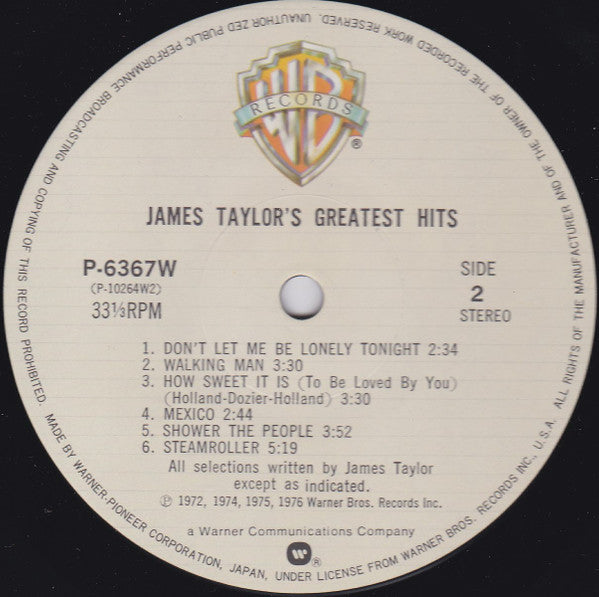 RECORDS
®
JAMES TAYLOR'S GREATEST HITS
P-6367W
(P-10264W2)
33⅓RPM
SIDE
2
STEREO
1. DON'T LET ME BE LONELY TONIGHT 2:34
2. WALKING MAN 3:30
3. HOW SWEET IT IS (To Be Loved By You)
(Holland-Dozier-Holland) 3:30
4. MEXICO 2:44
5. SHOWER THE PEOPLE 3:52
6. STEAMROLLER 5:19
All selections written by James Taylor
except as indicated.
℗ 1972, 1974, 1975, 1976 Warner Bros. Records Inc.
a Warner Communications Company
®
MADE BY WARNER-PIONEER CORPORATION, JAPAN, UNDER LICENSE FROM WARNER BROS. RECORDS INC., U.S.A. ALL RIGHTS OF THE MANUFACTURER AND OF THE OWNER OF THE RECORDED WORK RESERVED. UNAUTHORIZED PUBLIC PERFORMANCE BROADCASTING AND COPYING OF THIS RECORD PROHIBITED.